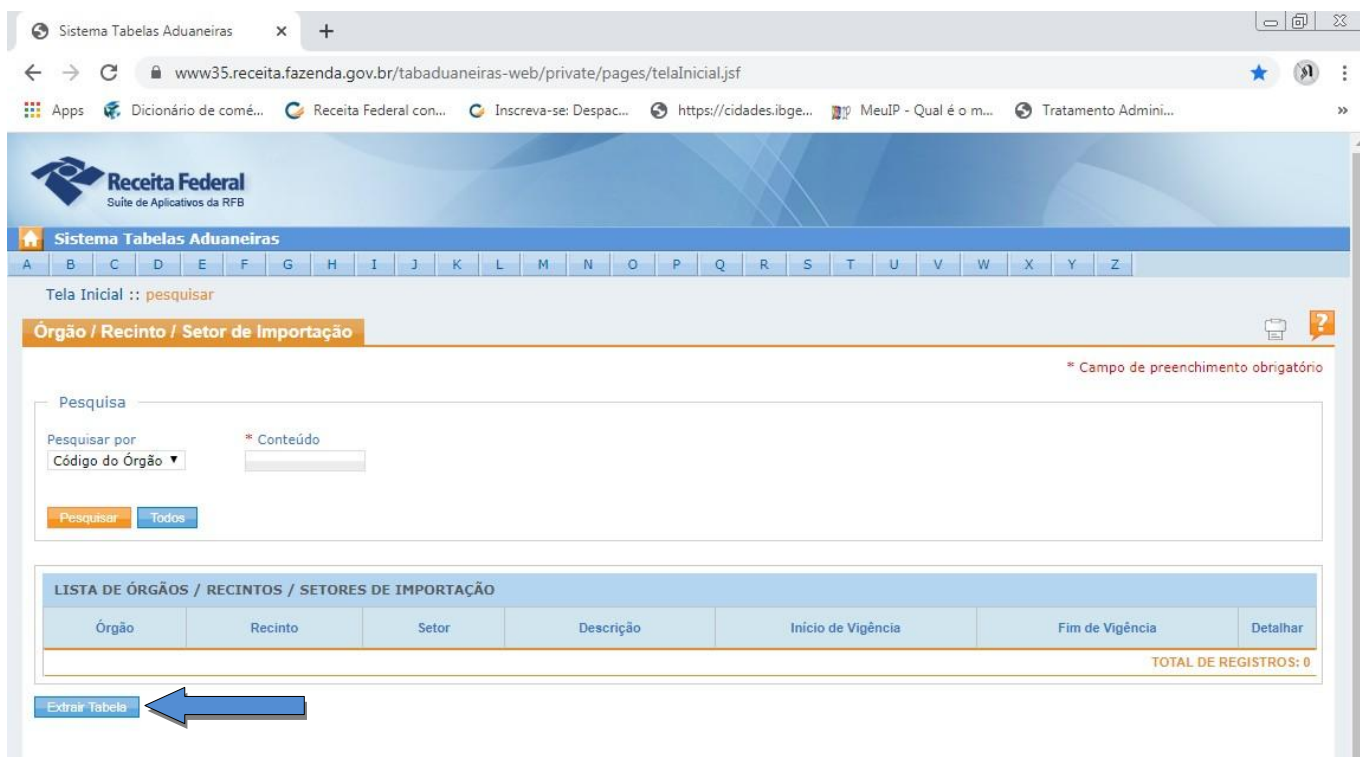 Sistema Tabelas Aduaneiras
www35.receita.fazenda.gov.br/tabaduaneiras-web/private/pages/telaInicial.jsf
Apps Dicionário de comé... Receita Federal con... Inscreva-se: Despac... https://cidades.ibge... MeuIP - Qual é o m... Tratamento Admini... »
Receita Federal
Suíte de Aplicativos da RFB
Sistema Tabelas Aduaneiras
A B C D E F G H I J K L M N O P Q R S T U V W X Y Z
Tela Inicial :: pesquisar
Órgão / Recinto / Setor de Importação
* Campo de preenchimento obrigatório
Pesquisa
Pesquisar por * Conteúdo
Código do Órgão
Pesquisar Todos
LISTA DE ÓRGÃOS / RECINTOS / SETORES DE IMPORTAÇÃO
Órgão Recinto Setor Descrição Início de Vigência Fim de Vigência Detalhar
TOTAL DE REGISTROS: 0
Extrair Tabela